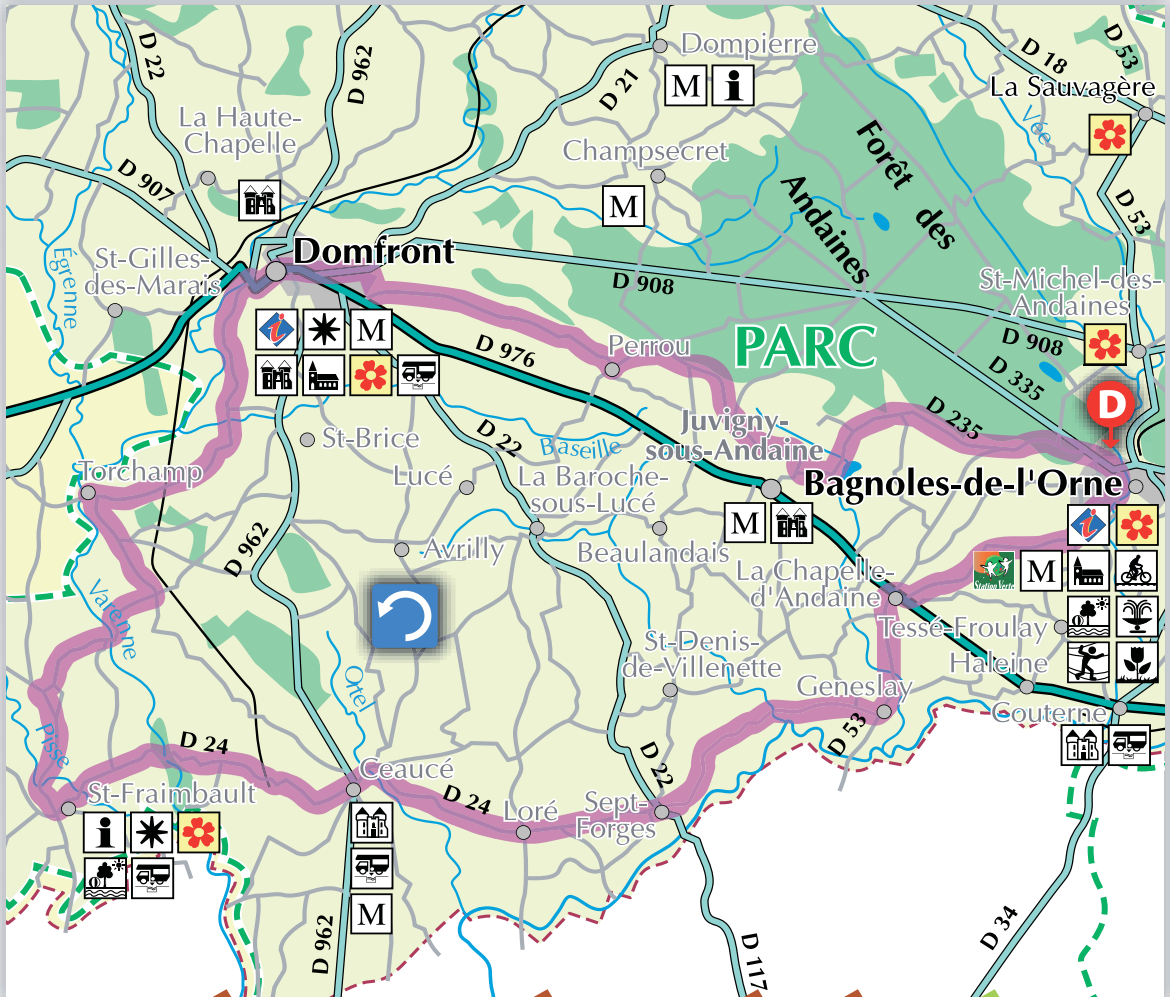 D 22
D 962
D 21
Dompierre
M
i
D 18
D 53
La Sauvagère
Vée
La Haute-
Chapelle
Champsecret
M
Forêt
des
Andaines
D 907
D 53
Domfront
St-Gilles-
des-Marais
Égrenne
D 908
St-Michel-des-
Andaines
D 908
i
M
D 976
Perrou
PARC
D 335
D
D 235
Juvigny-
sous-Andaine
St-Brice
D 22
Baseille
Torchamp
Lucé
La Baroche-
sous-Lucé
Bagnoles-de-l'Orne
M
i
D 962
Avrilly
Beaulandais
La Chapelle-
d'Andaine
Station Verte
M
Varenne
Tessé-Froulay
St-Denis-
de-Villenette
Haleine
Ortel
Geneslay
Couterne
Pisse
D 24
D 53
D 22
Ceaucé
St-Fraimbault
D 24
Loré
Sept-
Forges
i
M
D 962
D 117
D 34